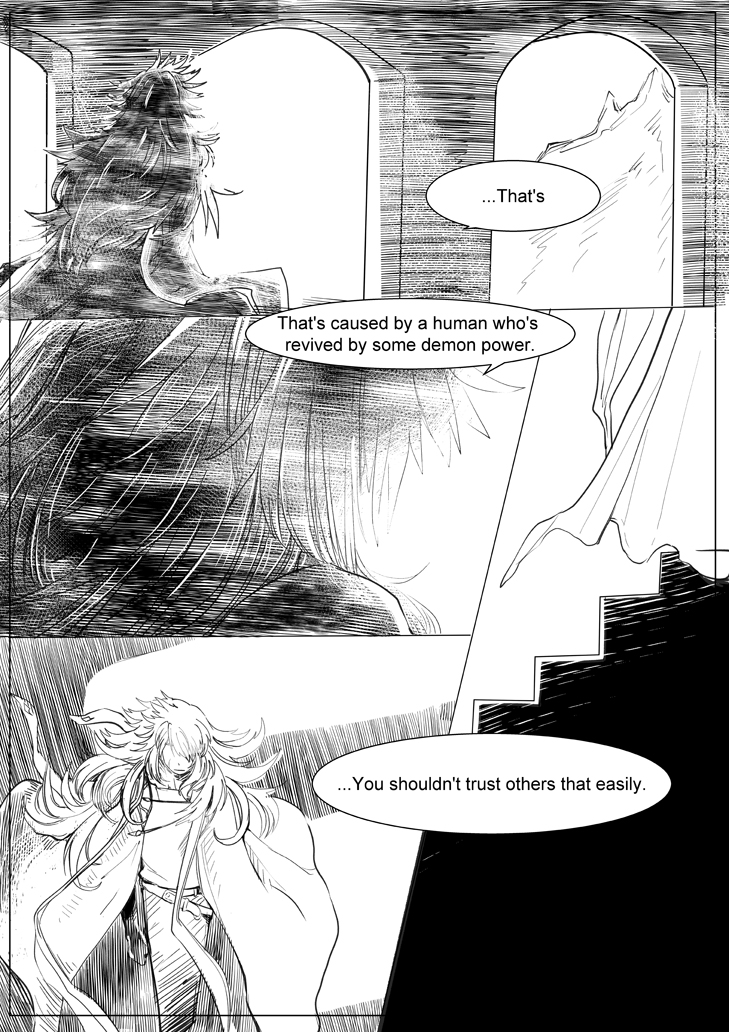 ...That's
That's caused by a human who's
revived by some demon power.
...You shouldn't trust others that easily.